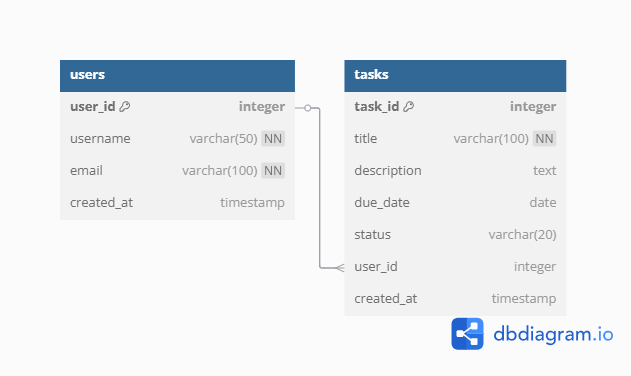 users
user_id integer
username varchar(50) NN
email varchar(100) NN
created_at timestamp
tasks
task_id integer
title varchar(100) NN
description text
due_date date
status varchar(20)
user_id integer
created_at timestamp
dbdiagram.io